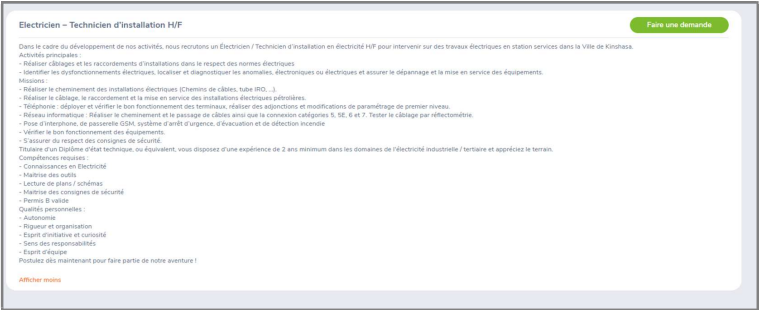 Electricien – Technicien d'installation H/F
Faire une demande
Dans le cadre du développement de nos activités, nous recrutons un Électricien / Technicien d'installation en électricité H/F pour intervenir sur des travaux électriques en station services dans la Ville de Kinshasa.
Activités principales :
- Réaliser câblages et les raccordements d'installations dans le respect des normes électriques
- Identifier les dysfonctionnements électriques, localiser et diagnostiquer les anomalies, électroniques ou électriques et assurer le dépannage et la mise en service des équipements.
Missions :
- Réaliser le cheminement des installations électriques (Chemins de câbles, tube IRO, ...).
- Réaliser le câblage, le raccordement et la mise en service des installations électriques pétrolières.
- Téléphonie : déployer et vérifier le bon fonctionnement des terminaux, réaliser des adjonctions et modifications de paramétrage de premier niveau.
- Réseau informatique : Réaliser le cheminement et le passage de câbles ainsi que la connexion catégories 5, 5E, 6 et 7. Tester le câblage par réflectométrie.
- Pose d'interphone, de passerelle GSM, système d'arrêt d'urgence, d'évacuation et de détection incendie
- Vérifier le bon fonctionnement des équipements.
- S'assurer du respect des consignes de sécurité.
Titulaire d'un Diplôme d'état technique, ou équivalent, vous disposez d'une expérience de 2 ans minimum dans les domaines de l'électricité industrielle / tertiaire et appréciez le terrain.
Compétences requises :
- Connaissances en Electricité
- Maitrise des outils
- Lecture de plans / schémas
- Maitrise des consignes de sécurité
- Permis B valide
Qualités personnelles :
- Autonomie
- Rigueur et organisation
- Esprit d'initiative et curiosité
- Sens des responsabilités
- Esprit d'équipe
Postulez dès maintenant pour faire partie de notre aventure !
Afficher moins